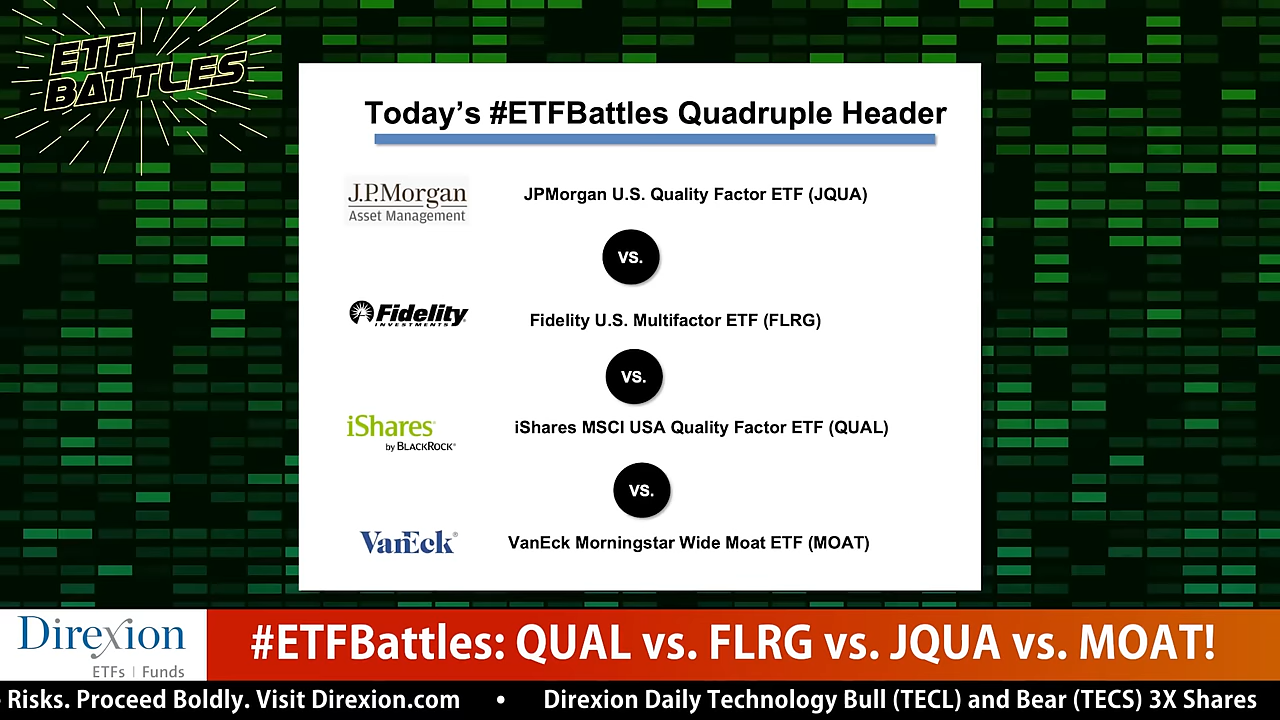 ETF
BATTLES
Today's #ETFBattles Quadruple Header
J.P.Morgan
Asset Management
JPMorgan U.S. Quality Factor ETF (JQUA)
VS.
Fidelity
INVESTMENTS
Fidelity U.S. Multifactor ETF (FLRG)
VS.
iShares
by BLACKROCK
iShares MSCI USA Quality Factor ETF (QUAL)
VS.
VanEck
VanEck Morningstar Wide Moat ETF (MOAT)
Direxion
ETFs | Funds
#ETFBattles: QUAL vs. FLRG vs. JQUA vs. MOAT!
Risks. Proceed Boldly. Visit Direxion.com • Direxion Daily Technology Bull (TECL) and Bear (TECS) 3X Shares